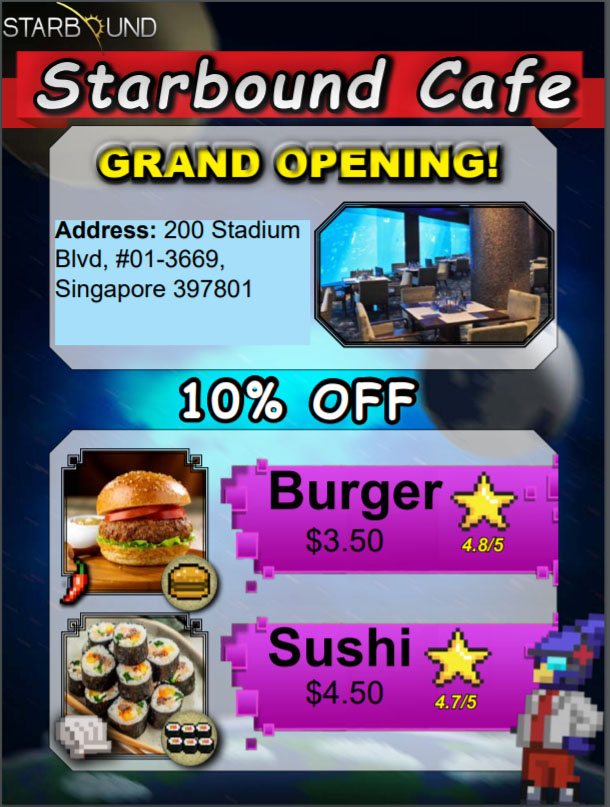 STARBOUND
Starbound Cafe
GRAND OPENING!
Address: 200 Stadium
Blvd, #01-3669,
Singapore 397801
10% OFF
Burger
$3.50
4.8/5
Sushi
$4.50
4.7/5